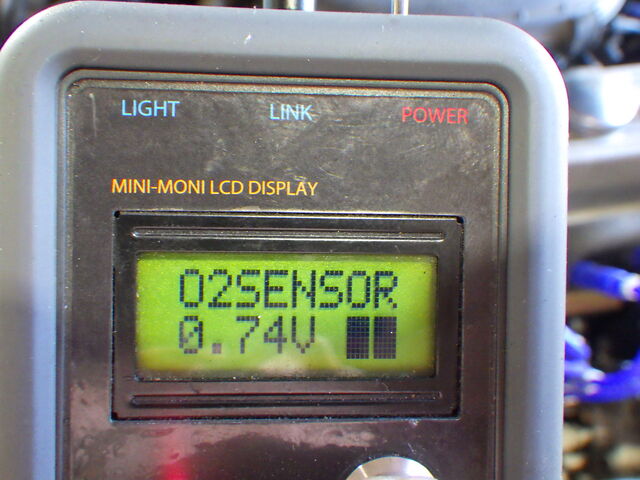 LIGHT LINK POWER
MINI-MONI LCD DISPLAY
O2SENSOR
0.74V